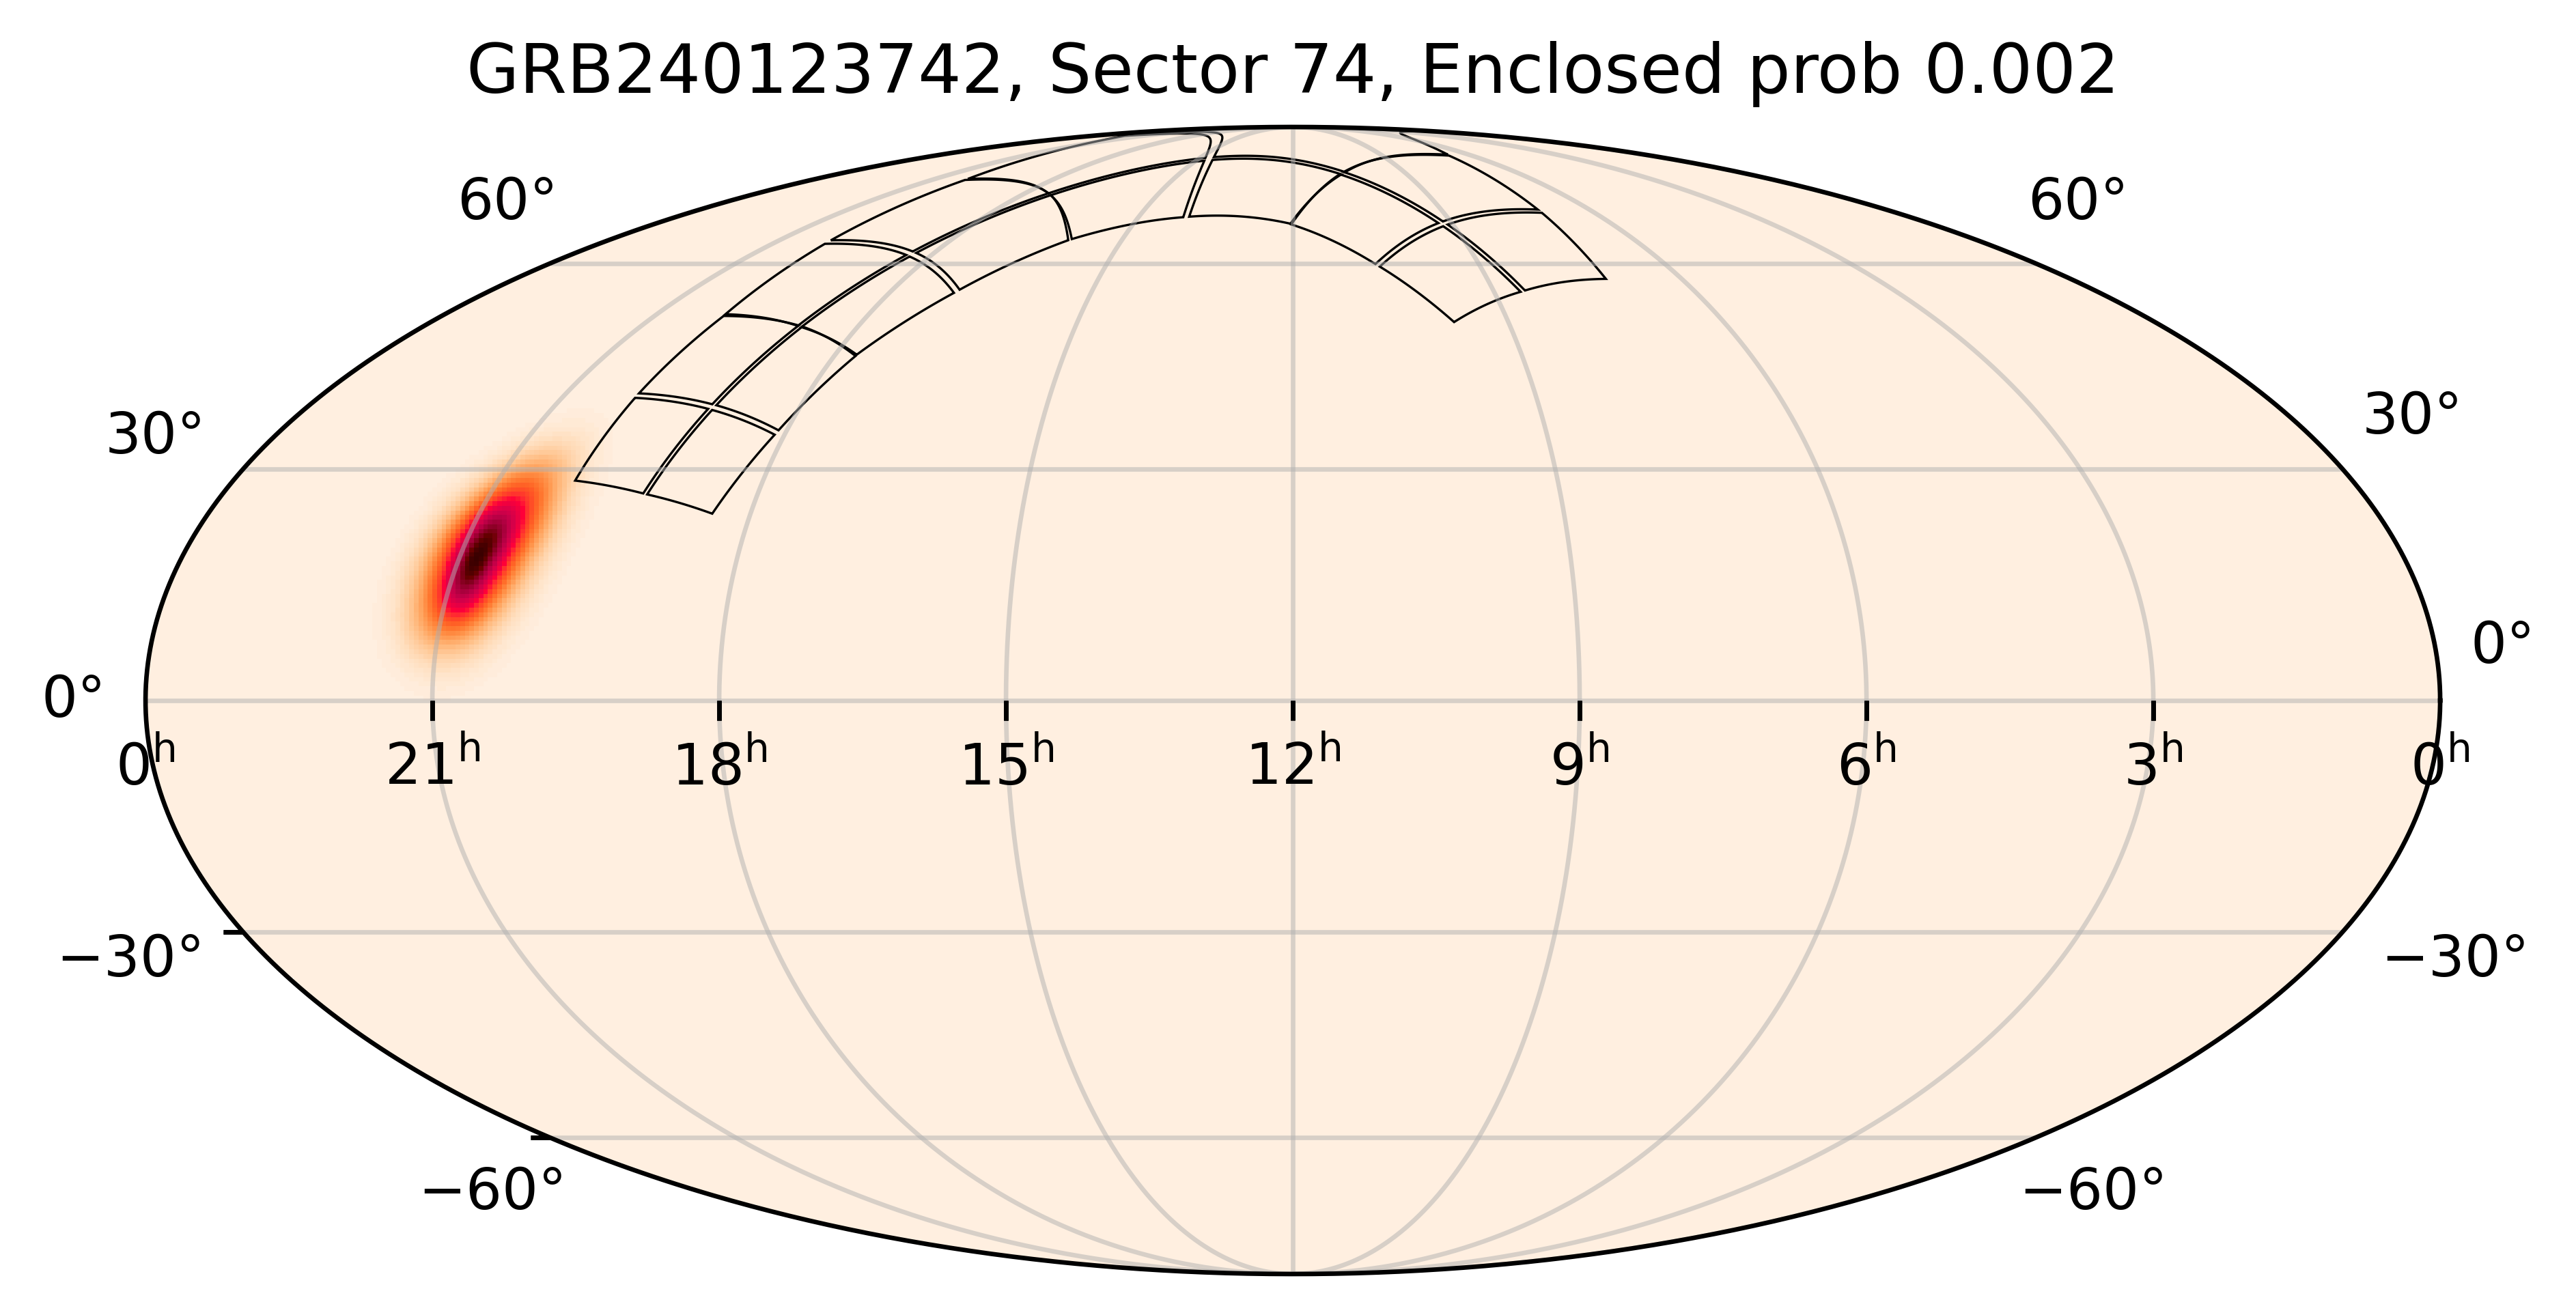 GRB240123742, Sector 74, Enclosed prob 0.002
60° 60°
30° 30°
0° 0°
0h 21h 18h 15h 12h 9h 6h 3h 0h
−30° −30°
−60° −60°